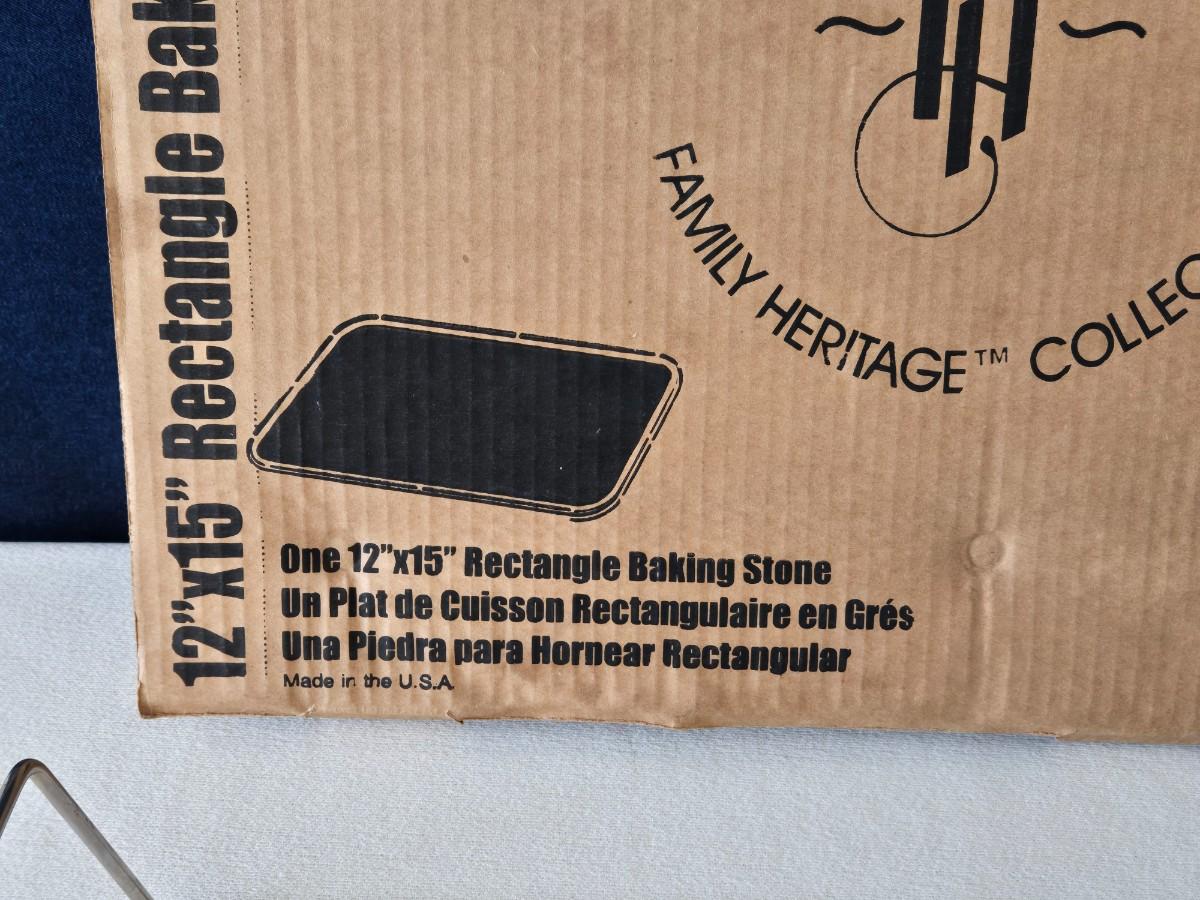 12”x15” Rectangle Bak
FAMILY HERITAGE™ COLLEC
One 12”x15” Rectangle Baking Stone
Un Plat de Cuisson Rectangulaire en Grés
Una Piedra para Hornear Rectangular
Made in the U.S.A.